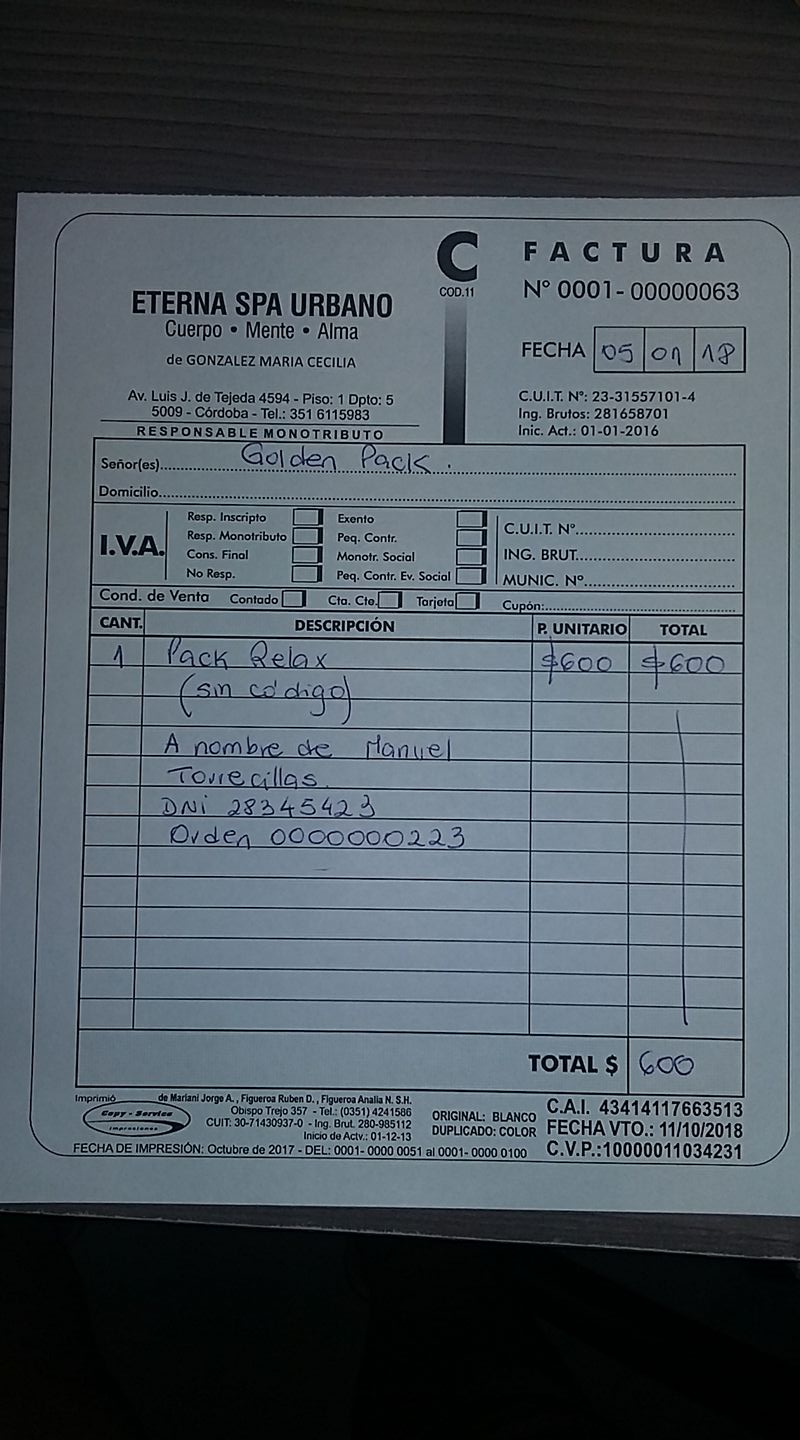 C
COD.11
FACTURA
N° 0001- 00000063
FECHA 05 01 18
ETERNA SPA URBANO
Cuerpo • Mente • Alma
de GONZALEZ MARIA CECILIA
Av. Luis J. de Tejeda 4594 - Piso: 1 Dpto: 5
5009 - Córdoba - Tel.: 351 6115983
RESPONSABLE MONOTRIBUTO
C.U.I.T. N°: 23-31557101-4
Ing. Brutos: 281658701
Inic. Act.: 01-01-2016
Señor(es) Golden Pack.
Domicilio
I.V.A.
Resp. Inscripto Exento
Resp. Monotributo Peq. Contr.
Cons. Final Monotr. Social
No Resp. Peq. Contr. Ev. Social
C.U.I.T. N°
ING. BRUT.
MUNIC. N°
Cond. de Venta Contado Cta. Cte. Tarjeta Cupón:
CANT. DESCRIPCIÓN P. UNITARIO TOTAL
1 Pack Relax $600 $600
(sin código)
A nombre de Manuel
Torrecillas.
DNi 28345423
Orden 0000000223
TOTAL $ 600
Imprimió de Mariani Jorge A., Figueroa Ruben D., Figueroa Analia N. S.H.
Copy - Service
Impresiones
Obispo Trejo 357 - Tel.: (0351) 4241586
CUIT: 30-71430937-0 - Ing. Brut. 280-985112
Inicio de Actv.: 01-12-13
ORIGINAL: BLANCO
DUPLICADO: COLOR
C.A.I. 43414117663513
FECHA VTO.: 11/10/2018
C.V.P.:10000011034231
FECHA DE IMPRESIÓN: Octubre de 2017 - DEL: 0001- 0000 0051 al 0001- 0000 0100